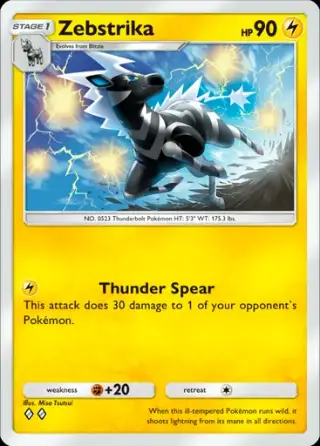 STAGE 1
Zebstrika
HP 90
Evolves from Blitzle
NO. 0523 Thunderbolt Pokémon HT: 5'3" WT: 175.3 lbs.
Thunder Spear
This attack does 30 damage to 1 of your opponent's
Pokémon.
weakness +20 retreat
Illus. Misa Tsutsui
When this ill-tempered Pokémon runs wild, it
shoots lightning from its mane in all directions.